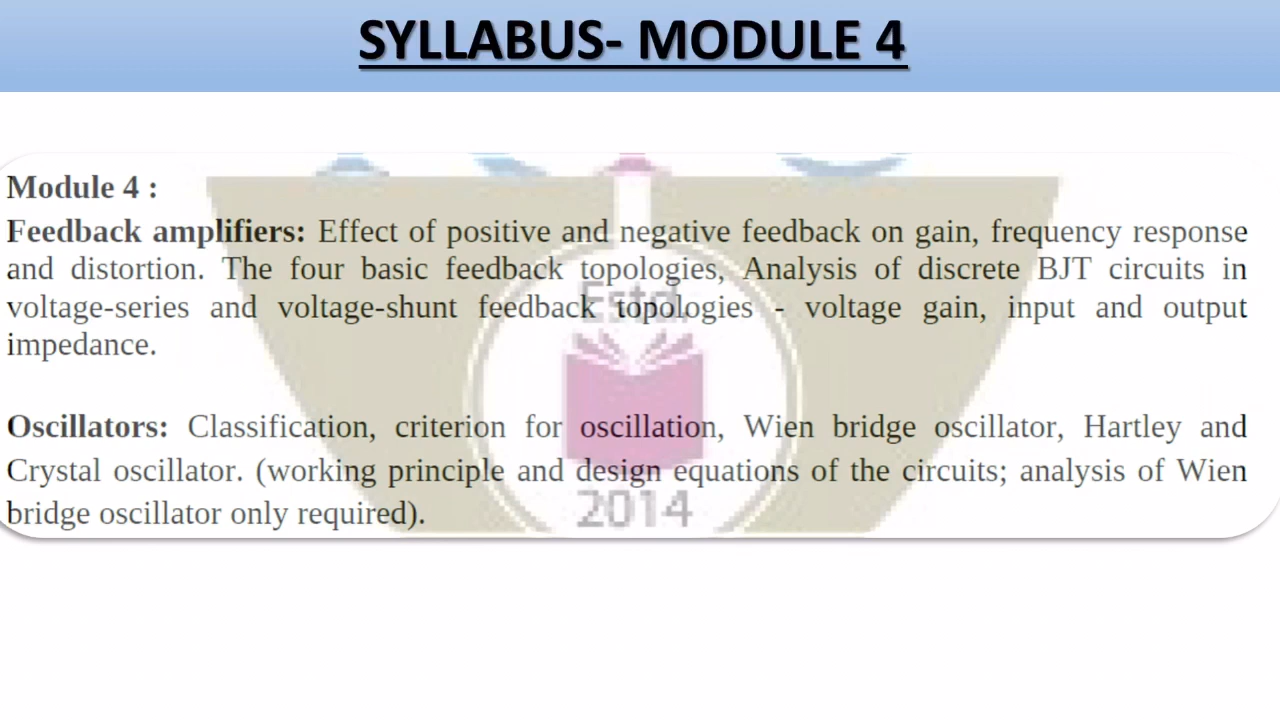 SYLLABUS- MODULE 4
Module 4 :
Feedback amplifiers: Effect of positive and negative feedback on gain, frequency response
and distortion. The four basic feedback topologies, Analysis of discrete BJT circuits in
voltage-series and voltage-shunt feedback topologies - voltage gain, input and output
impedance.
Oscillators: Classification, criterion for oscillation, Wien bridge oscillator, Hartley and
Crystal oscillator. (working principle and design equations of the circuits; analysis of Wien
bridge oscillator only required).
Estd.
2014